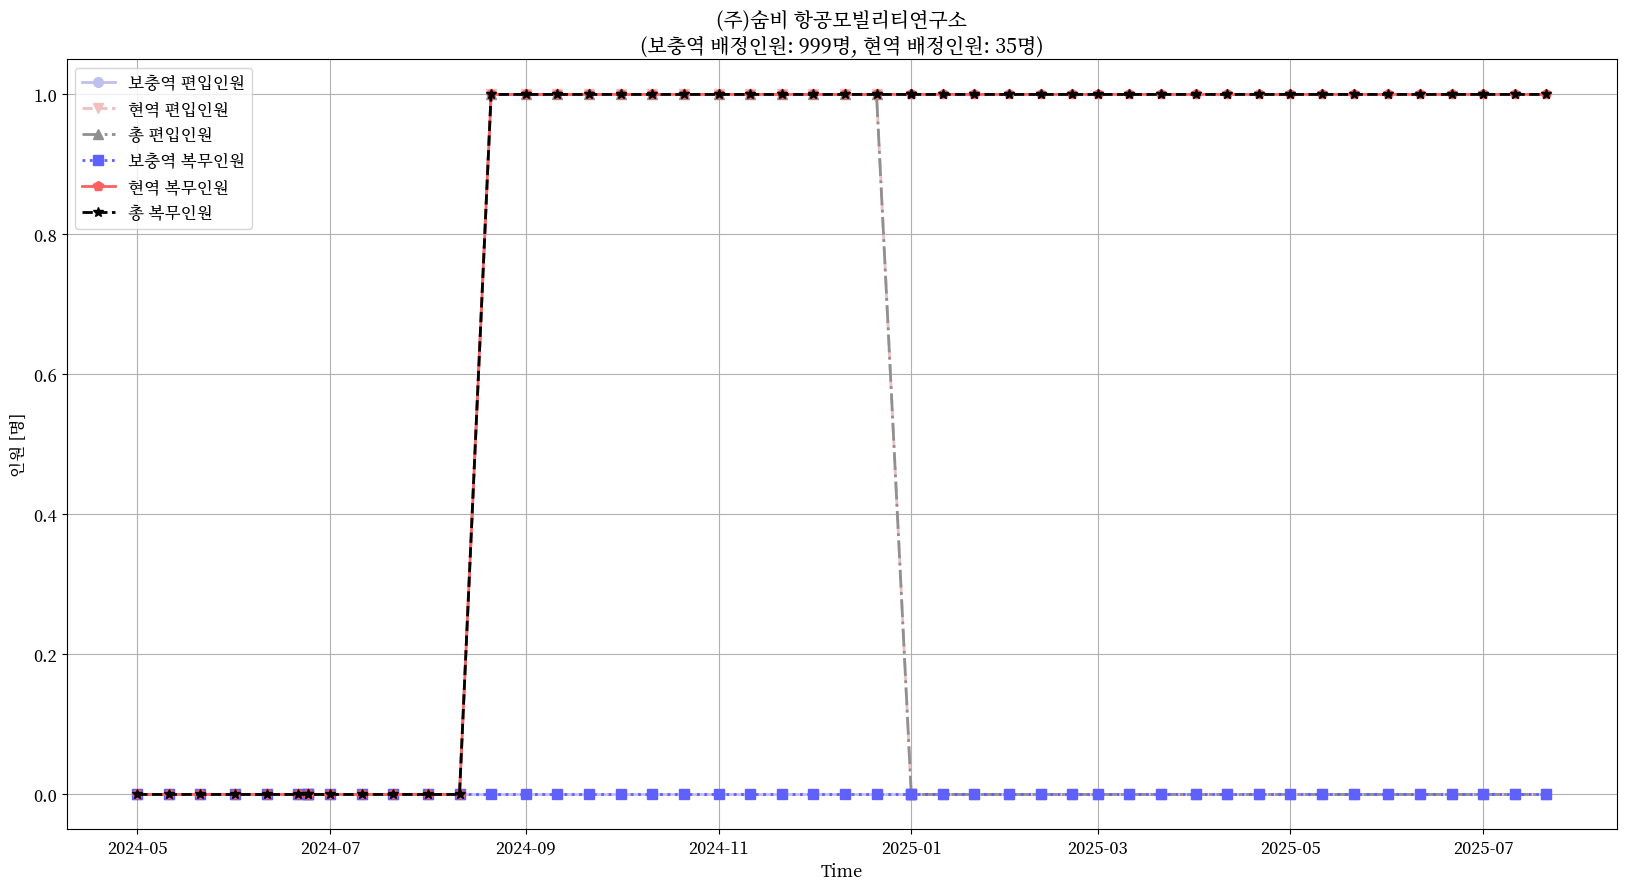 (주)숨비 항공모빌리티연구소
(보충역 배정인원: 999명, 현역 배정인원: 35명)
보충역 편입인원
현역 편입인원
총 편입인원
보충역 복무인원
현역 복무인원
총 복무인원
1.0
0.8
0.6
0.4
0.2
0.0
인원 [명]
2024-05
2024-07
2024-09
2024-11
2025-01
2025-03
2025-05
2025-07
Time